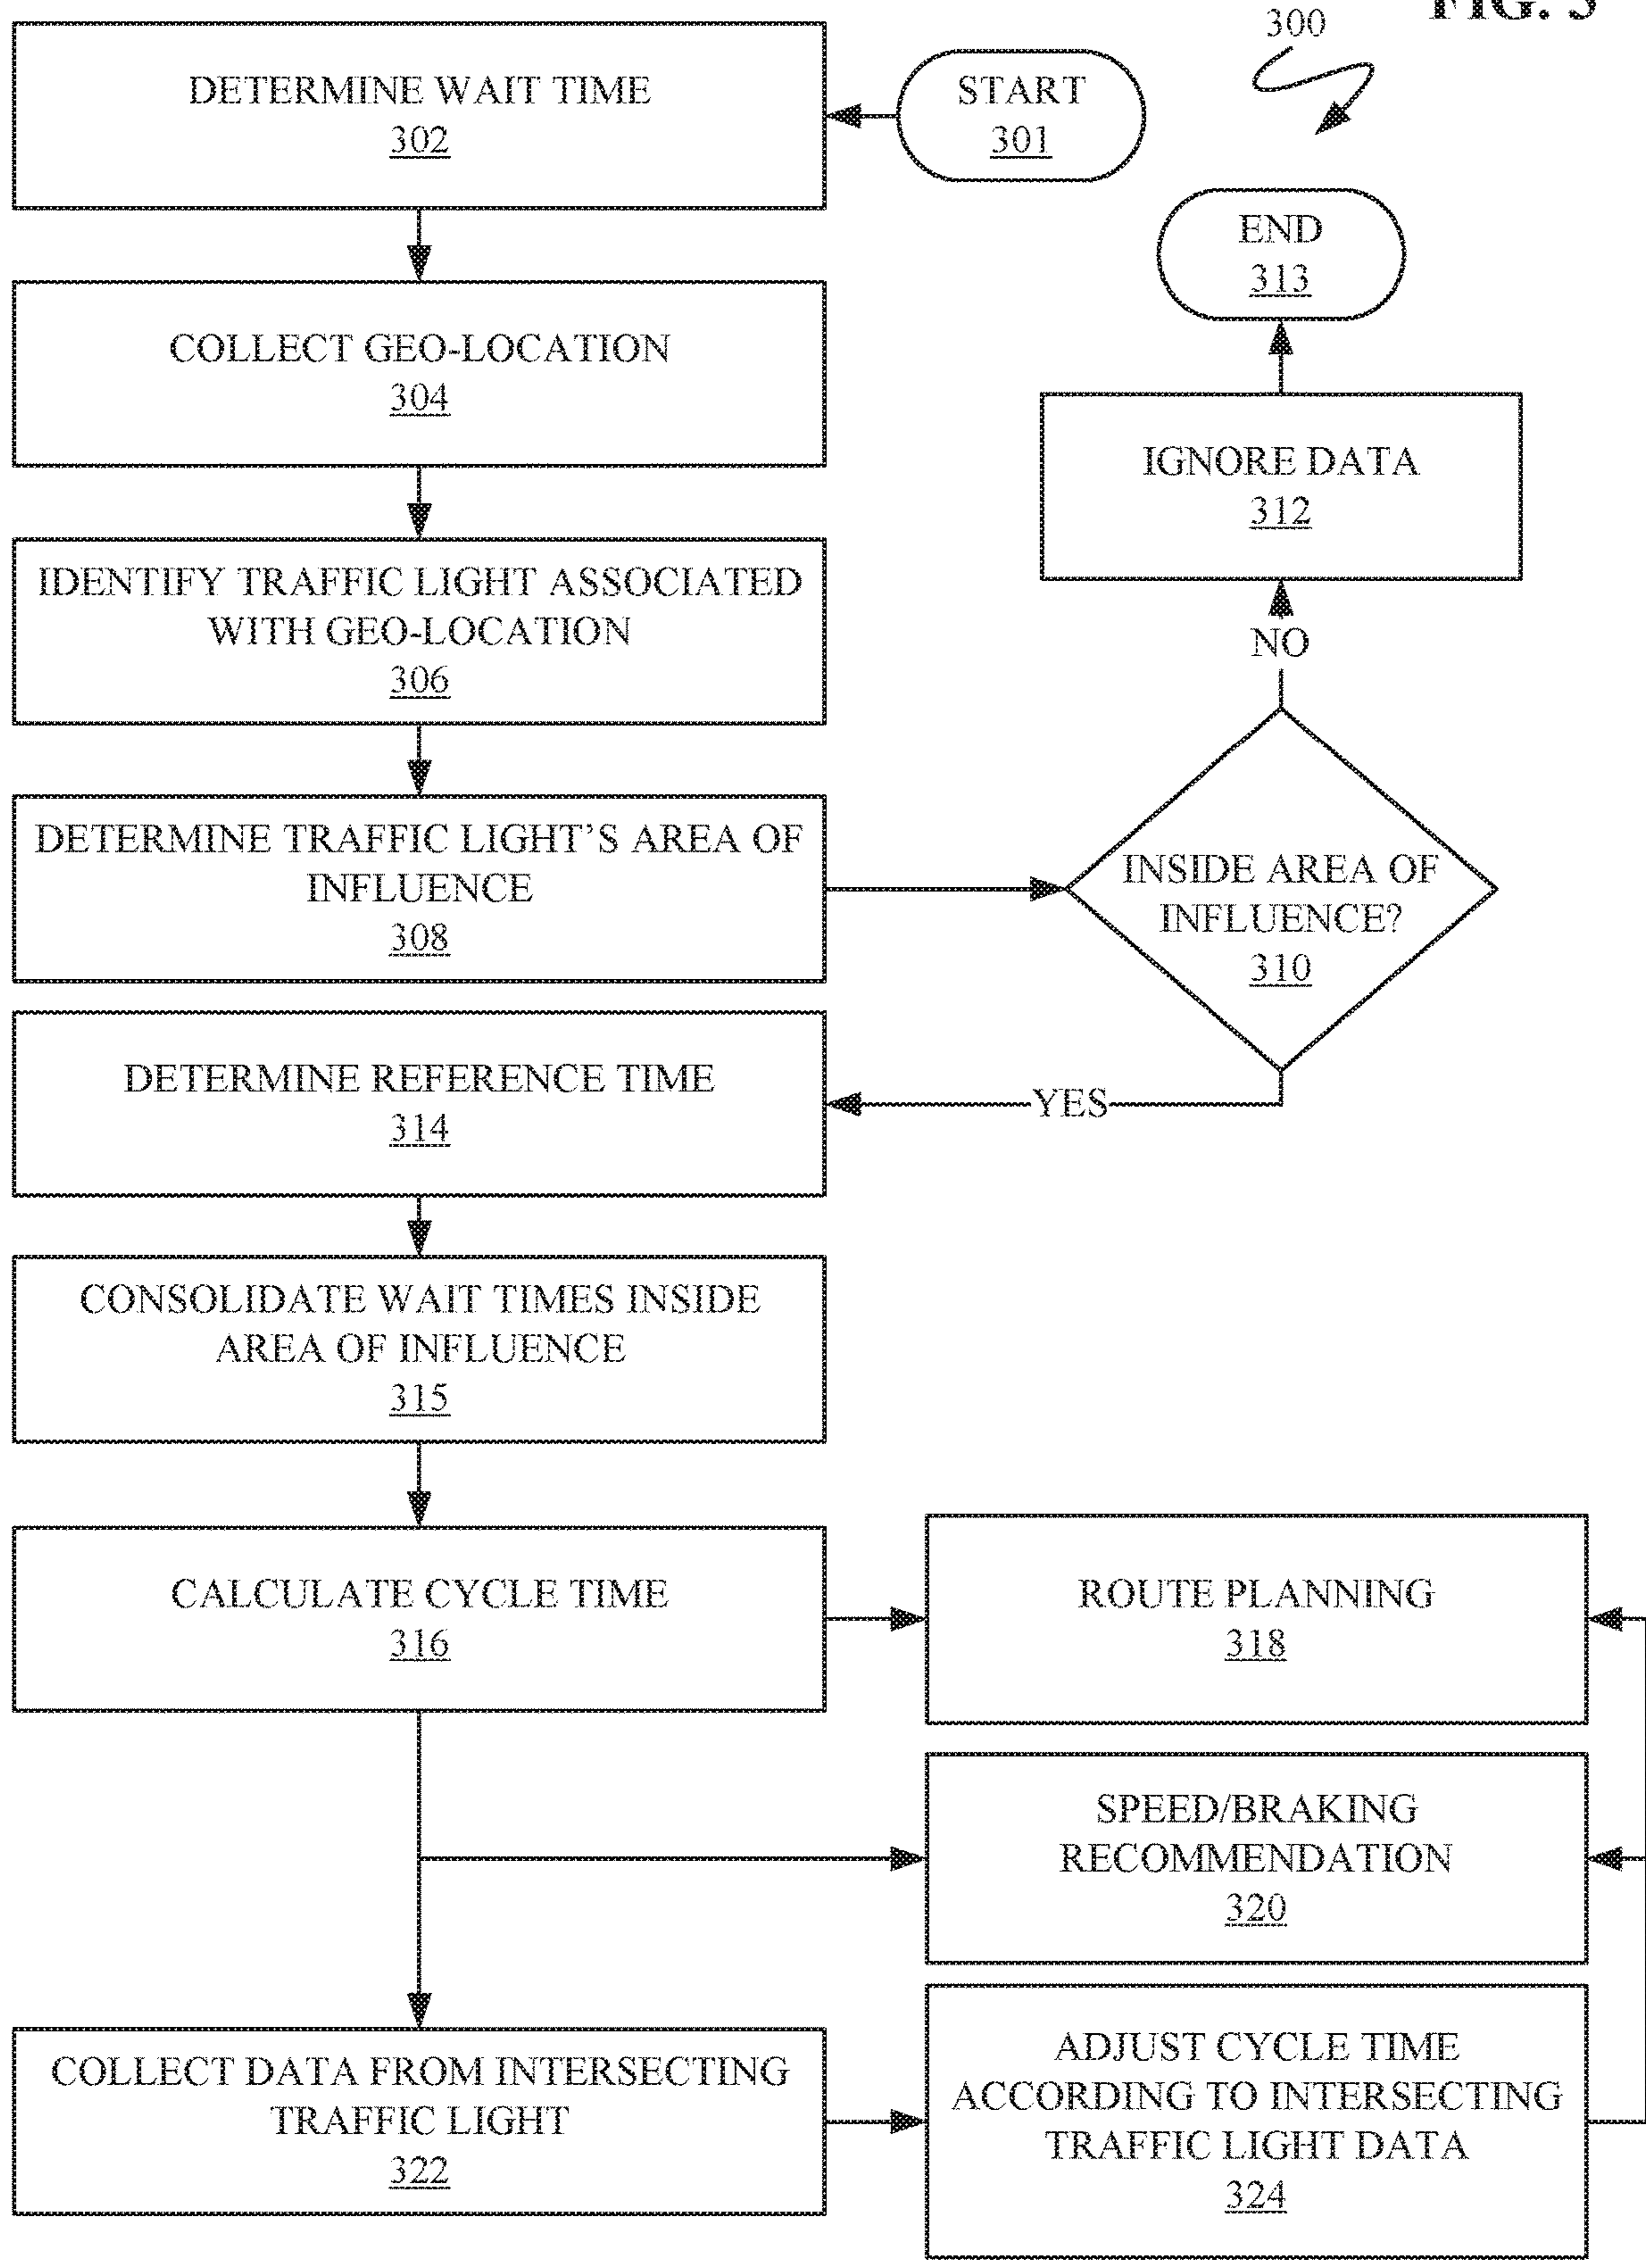 300
DETERMINE WAIT TIME
302
START
301
END
313
COLLECT GEO-LOCATION
304
IGNORE DATA
312
IDENTIFY TRAFFIC LIGHT ASSOCIATED
WITH GEO-LOCATION
306
NO
DETERMINE TRAFFIC LIGHT’S AREA OF
INFLUENCE
308
INSIDE AREA OF
INFLUENCE?
310
YES
DETERMINE REFERENCE TIME
314
CONSOLIDATE WAIT TIMES INSIDE
AREA OF INFLUENCE
315
CALCULATE CYCLE TIME
316
ROUTE PLANNING
318
SPEED/BRAKING
RECOMMENDATION
320
COLLECT DATA FROM INTERSECTING
TRAFFIC LIGHT
322
ADJUST CYCLE TIME
ACCORDING TO INTERSECTING
TRAFFIC LIGHT DATA
324